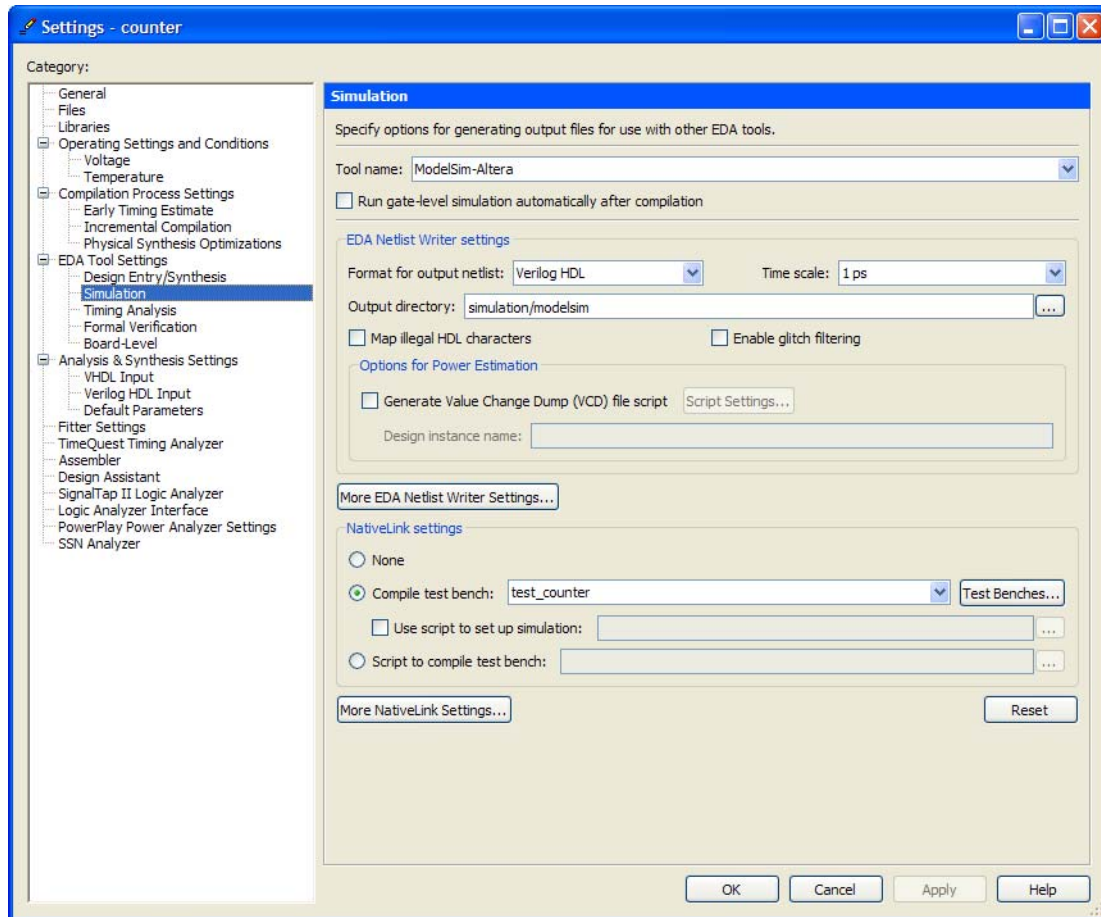 Settings - counter
Category:
General
Files
Libraries
Operating Settings and Conditions
Voltage
Temperature
Compilation Process Settings
Early Timing Estimate
Incremental Compilation
Physical Synthesis Optimizations
EDA Tool Settings
Design Entry/Synthesis
Simulation
Timing Analysis
Formal Verification
Board-Level
Analysis & Synthesis Settings
VHDL Input
Verilog HDL Input
Default Parameters
Fitter Settings
TimeQuest Timing Analyzer
Assembler
Design Assistant
SignalTap II Logic Analyzer
Logic Analyzer Interface
PowerPlay Power Analyzer Settings
SSN Analyzer
Simulation
Specify options for generating output files for use with other EDA tools.
Tool name: ModelSim-Altera
Run gate-level simulation automatically after compilation
EDA Netlist Writer settings
Format for output netlist: Verilog HDL Time scale: 1 ps
Output directory: simulation/modelsim ...
Map illegal HDL characters Enable glitch filtering
Options for Power Estimation
Generate Value Change Dump (VCD) file script Script Settings...
Design instance name:
More EDA Netlist Writer Settings...
NativeLink settings
None
Compile test bench: test_counter Test Benches...
Use script to set up simulation: ...
Script to compile test bench: ...
More NativeLink Settings... Reset
OK Cancel Apply Help